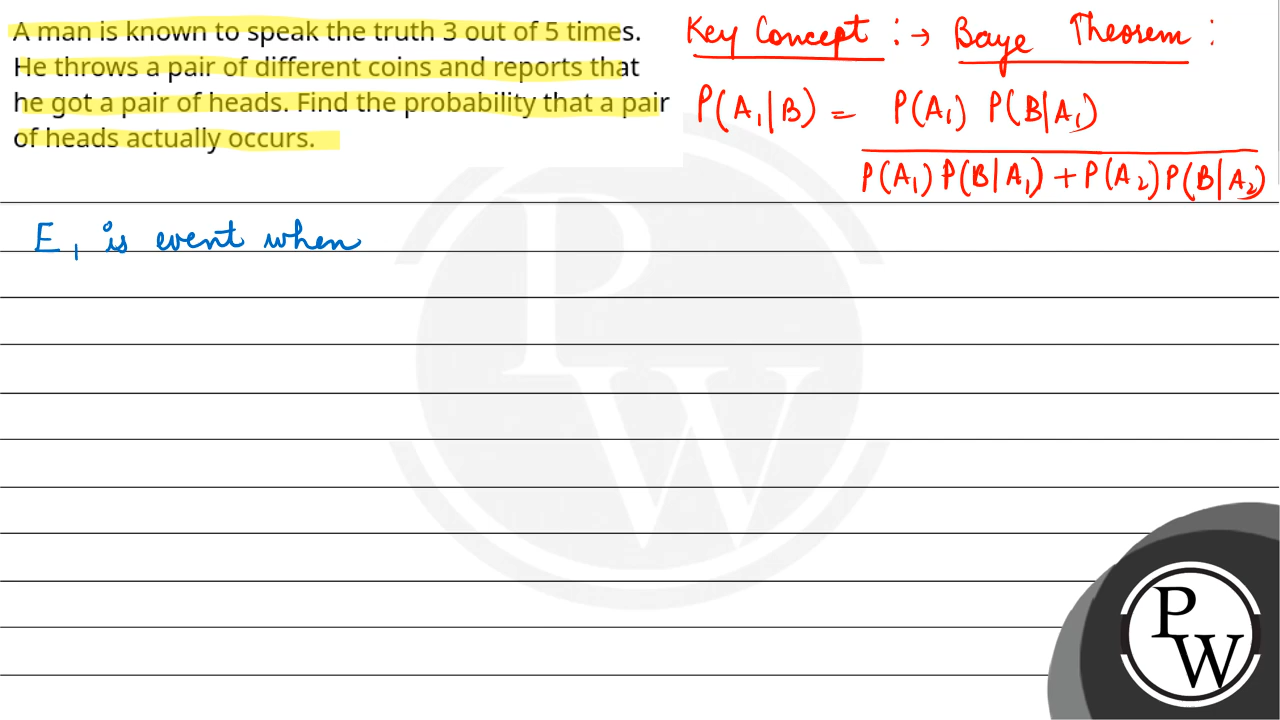 A man is known to speak the truth 3 out of 5 times.
He throws a pair of different coins and reports that
he got a pair of heads. Find the probability that a pair
of heads actually occurs.
Key Concept :→ Baye Theorem :
P(A₁|B) = P(A₁) P(B|A₁)
P(A₁) P(B|A₁) + P(A₂) P(B|A₂)
E₁ is event when
PW
PW